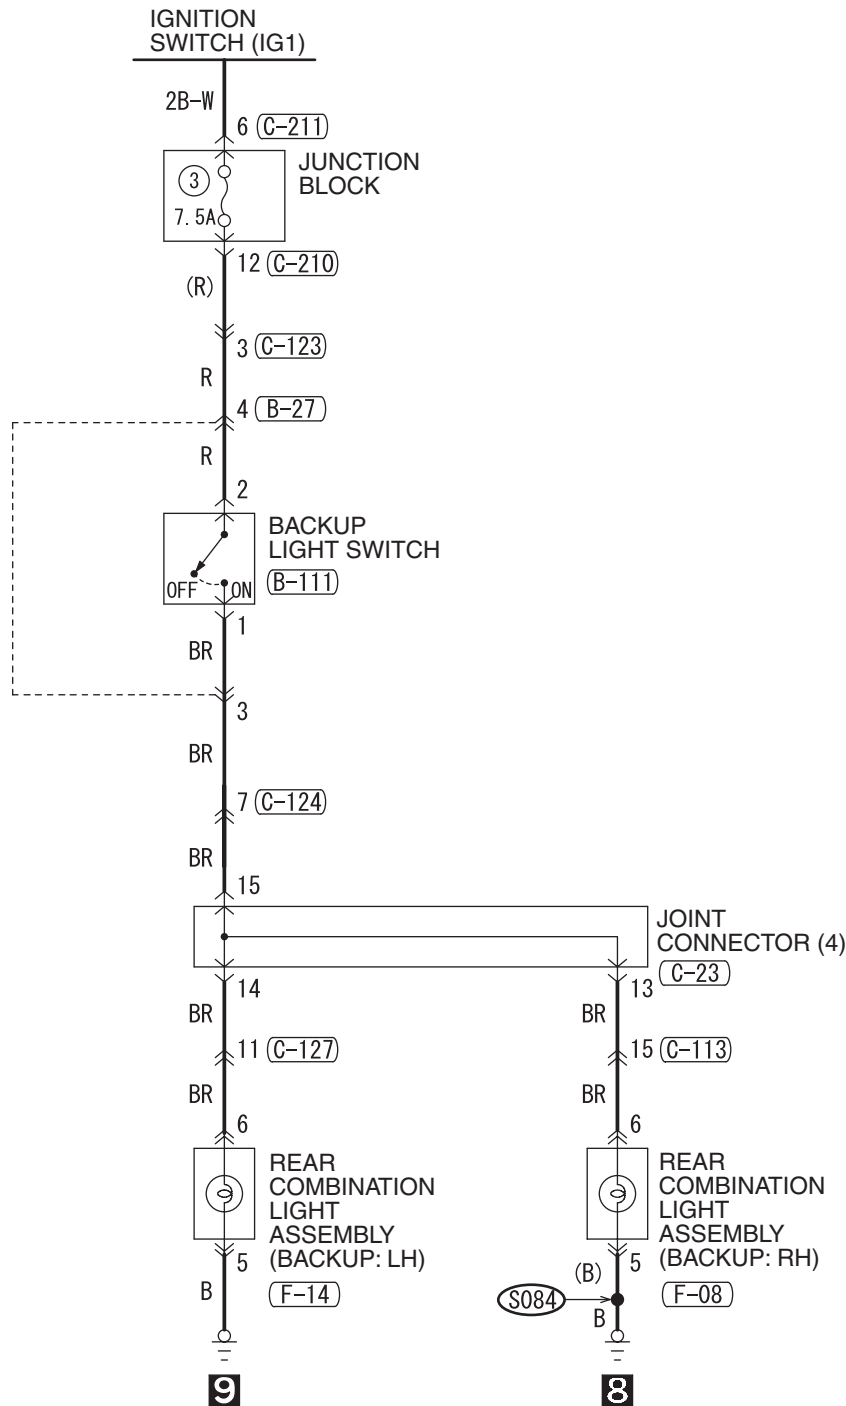 IGNITION
SWITCH (IG1)
2B-W
6 (C-211)
JUNCTION
BLOCK
3
7.5A
12 (C-210)
(R)
3 (C-123)
R
4 (B-27)
R
2
BACKUP
LIGHT SWITCH
(B-111)
OFF ON
1
BR
3
BR
7 (C-124)
BR
15
JOINT
CONNECTOR (4)
(C-23)
14
13
BR
BR
11 (C-127)
15 (C-113)
BR
BR
6
6
REAR
COMBINATION
LIGHT
ASSEMBLY
(BACKUP: LH)
REAR
COMBINATION
LIGHT
ASSEMBLY
(BACKUP: RH)
5
5
(B)
B
(F-14)
S084
(F-08)
B
9
8